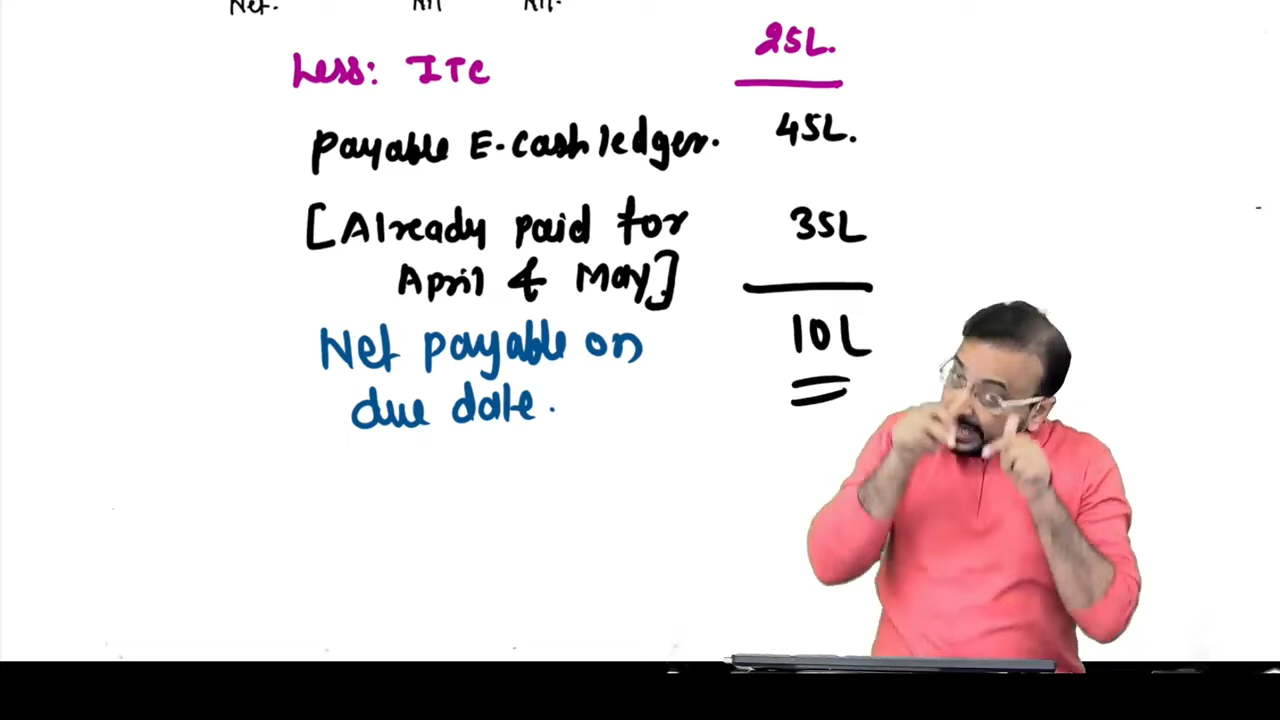 Net.
25L.
Less: ITC
Payable E-cash ledger. 45L.
[Already paid for 35L
April & May]
Net payable on 10L
due date.